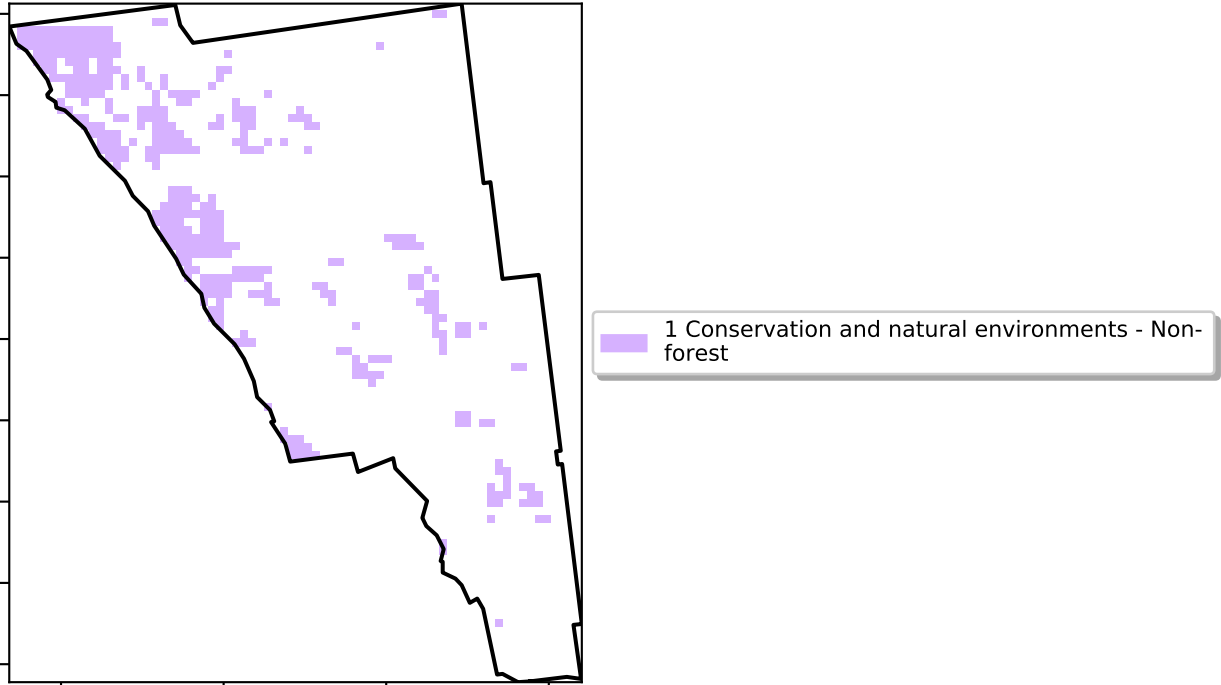 1 Conservation and natural environments - Non-
forest